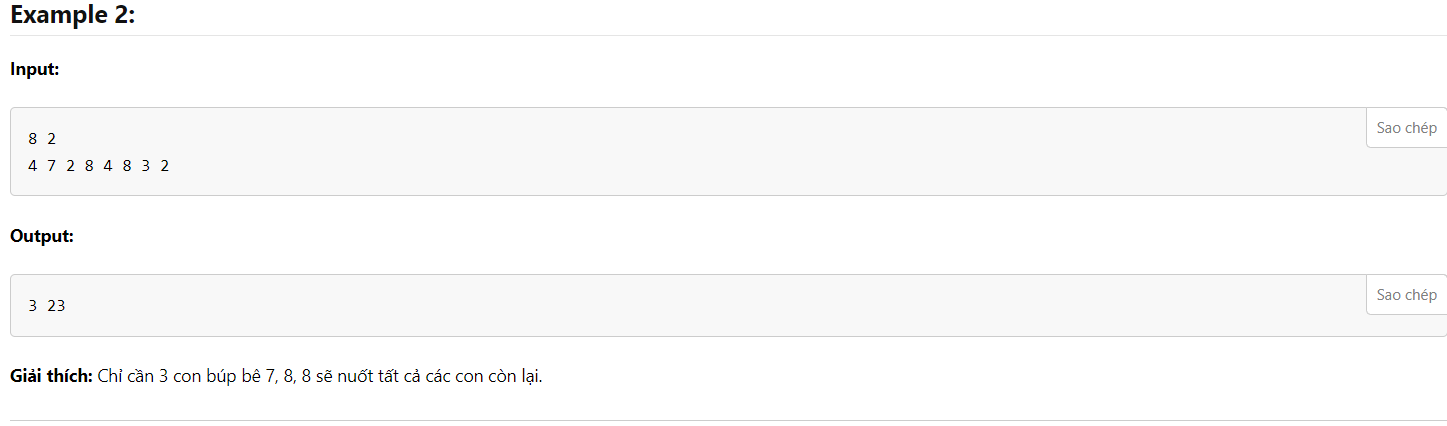 Example 2:
Input:
Sao chép
8 2
4 7 2 8 4 8 3 2
Output:
Sao chép
3 23
Giải thích: Chỉ cần 3 con búp bê 7, 8, 8 sẽ nuốt tất cả các con còn lại.